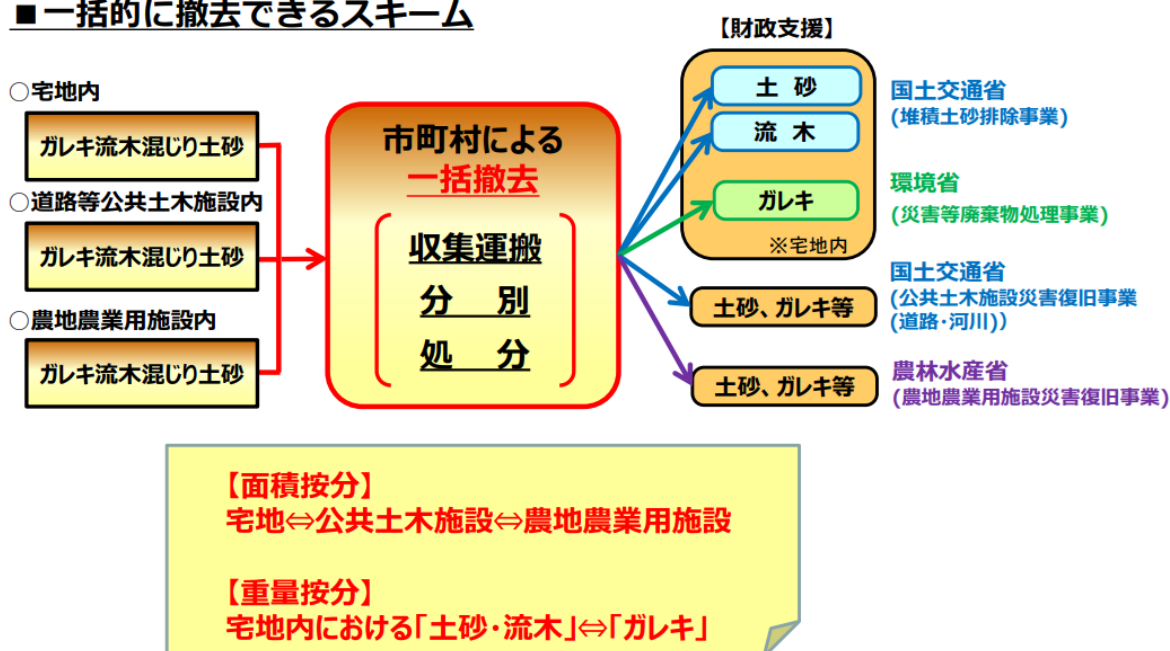 ■一括的に撤去できるスキーム
【財政支援】
○宅地内
ガレキ流木混じり土砂
○道路等公共土木施設内
ガレキ流木混じり土砂
○農地農業用施設内
ガレキ流木混じり土砂
市町村による
一括撤去
収集運搬
分　別
処　分
土　砂
流　木
ガレキ
※宅地内
国土交通省
(堆積土砂排除事業)
環境省
(災害等廃棄物処理事業)
土砂、ガレキ等
国土交通省
(公共土木施設災害復旧事業
(道路・河川))
土砂、ガレキ等
農林水産省
(農地農業用施設災害復旧事業)
【面積按分】
宅地⇔公共土木施設⇔農地農業用施設
【重量按分】
宅地内における「土砂・流木」⇔「ガレキ」